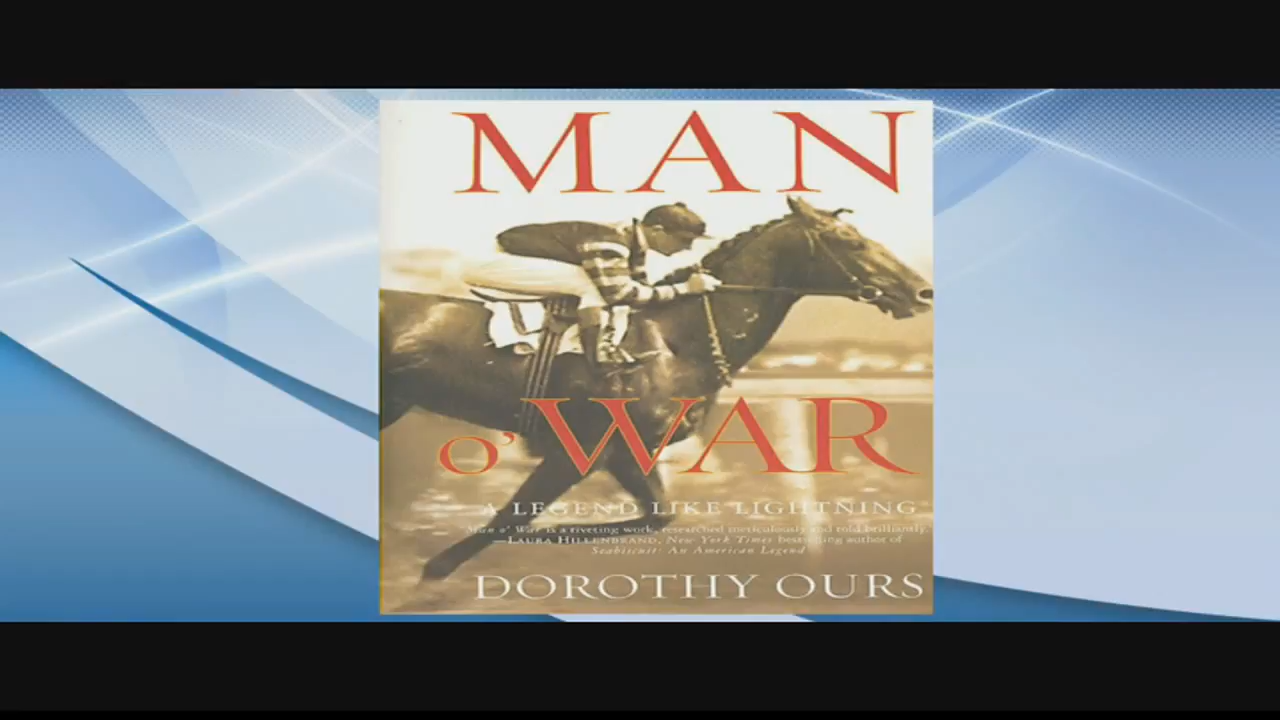 MAN
o' WAR
A LEGEND LIKE LIGHTNING
Man o' War is a riveting work, researched meticulously and told brilliantly.
—LAURA HILLENBRAND, New York Times bestselling author of
Seabiscuit: An American Legend
DOROTHY OURS